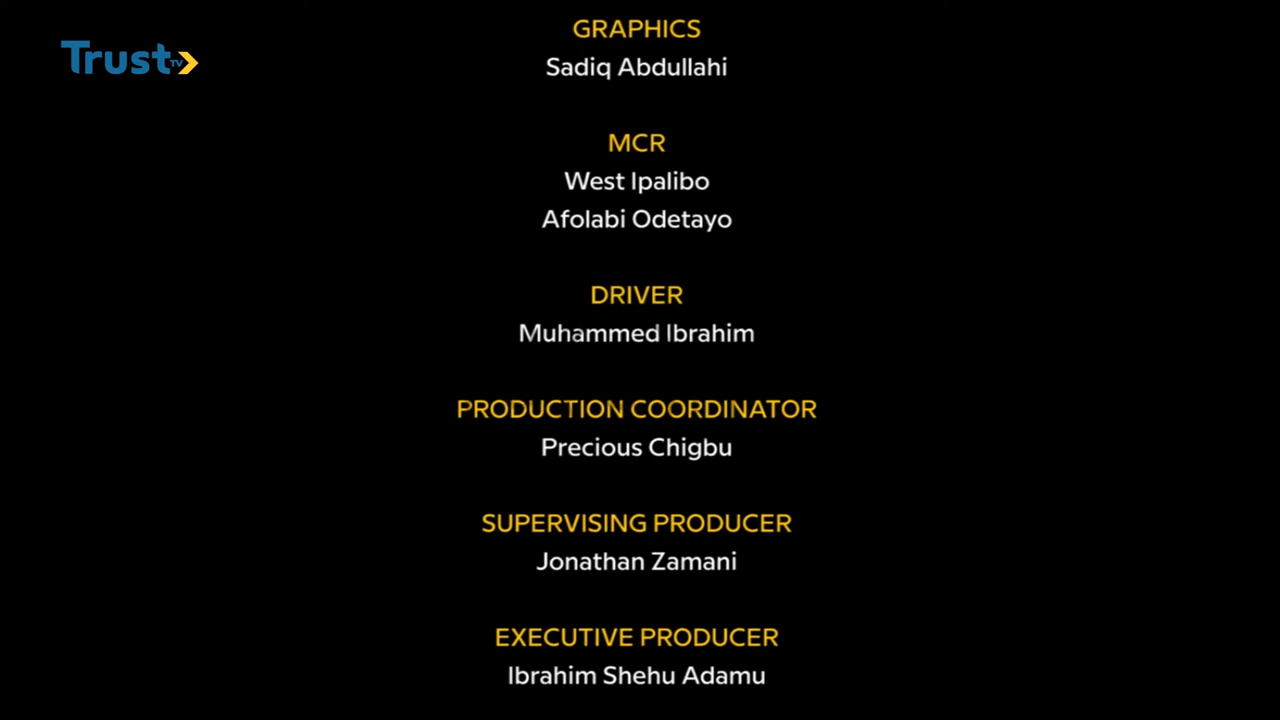 Trust TV
GRAPHICS
Sadiq Abdullahi
MCR
West Ipalibo
Afolabi Odetayo
DRIVER
Muhammed Ibrahim
PRODUCTION COORDINATOR
Precious Chigbu
SUPERVISING PRODUCER
Jonathan Zamani
EXECUTIVE PRODUCER
Ibrahim Shehu Adamu